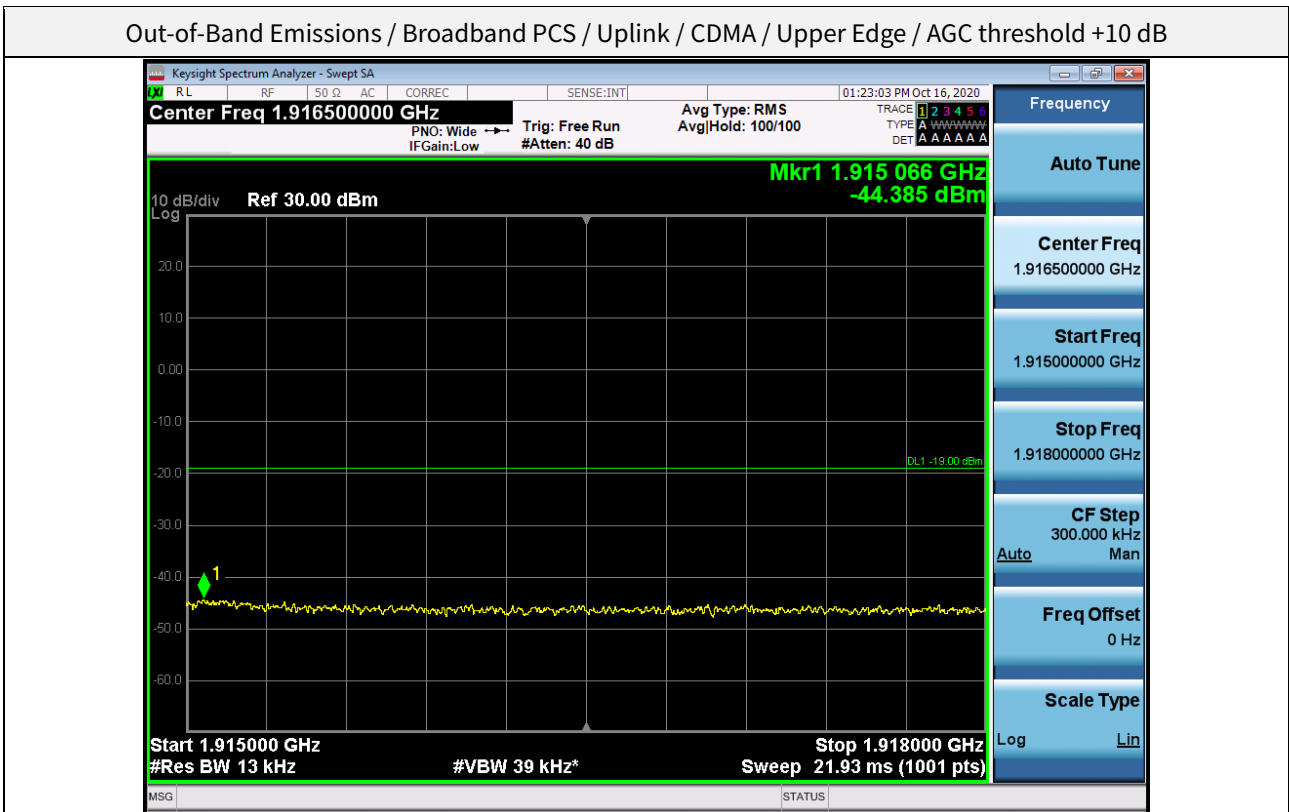 Out-of-Band Emissions / Broadband PCS / Uplink / CDMA / Upper Edge / AGC threshold +10 dB
Keysight Spectrum Analyzer - Swept SA
LXI RL RF 50 Ω AC CORREC SENSE:INT 01:23:03 PM Oct 16, 2020
Center Freq 1.916500000 GHz
PNO: Wide
IFGain:Low
Trig: Free Run
#Atten: 40 dB
Avg Type: RMS
Avg|Hold: 100/100
TRACE 1 2 3 4 5 6
TYPE A WWWWW
DET A A A A A A
Mkr1 1.915 066 GHz
-44.385 dBm
10 dB/div Ref 30.00 dBm
Log
20.0
10.0
0.00
-10.0
DL1 -19.00 dBm
-20.0
-30.0
-40.0
1
-50.0
-60.0
Start 1.915000 GHz Stop 1.918000 GHz
#Res BW 13 kHz #VBW 39 kHz* Sweep 21.93 ms (1001 pts)
MSG STATUS
Frequency
Auto Tune
Center Freq
1.916500000 GHz
Start Freq
1.915000000 GHz
Stop Freq
1.918000000 GHz
CF Step
300.000 kHz
Auto Man
Freq Offset
0 Hz
Scale Type
Log Lin